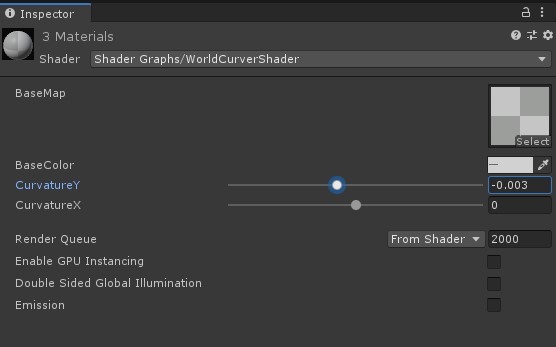 Inspector
3 Materials
Shader Shader Graphs/WorldCurverShader
BaseMap
Select
BaseColor
CurvatureY -0.003
CurvatureX 0
Render Queue From Shader 2000
Enable GPU Instancing
Double Sided Global Illumination
Emission